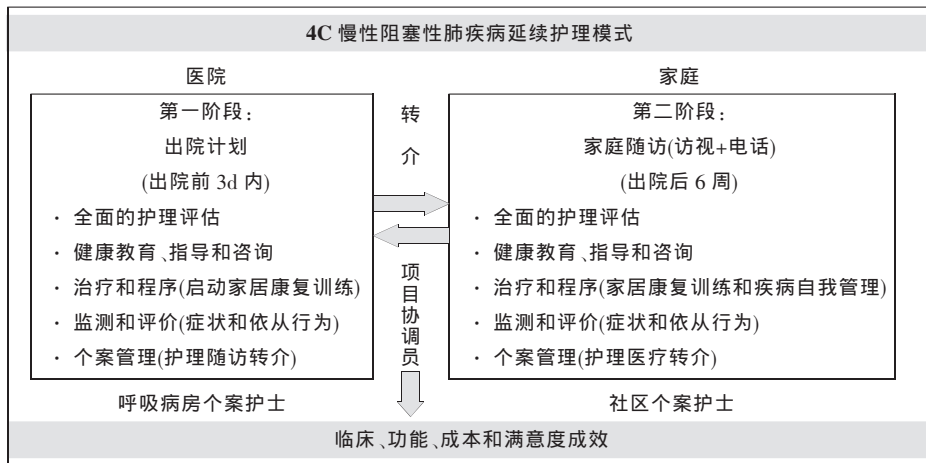 4C 慢性阻塞性肺疾病延续护理模式
医院
第一阶段：
出院计划
(出院前 3d 内)
· 全面的护理评估
· 健康教育、指导和咨询
· 治疗和程序(启动家居康复训练)
· 监测和评价(症状和依从行为)
· 个案管理(护理随访转介)
呼吸病房个案护士
转介
项目协调员
家庭
第二阶段：
家庭随访(访视+电话)
(出院后 6 周)
· 全面的护理评估
· 健康教育、指导和咨询
· 治疗和程序(家居康复训练和疾病自我管理)
· 监测和评价(症状和依从行为)
· 个案管理(护理医疗转介)
社区个案护士
临床、功能、成本和满意度成效